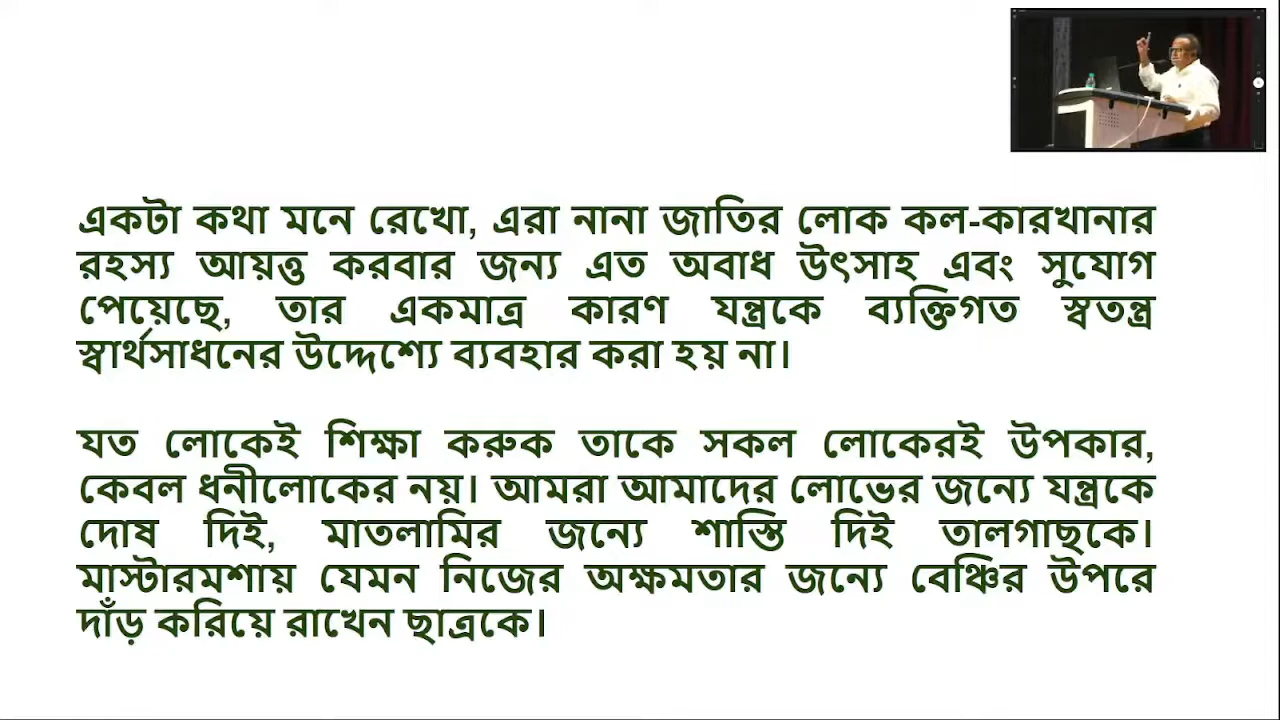 একটা কথা মনে রেখো, এরা নানা জাতির লোক কল-কারখানার
রহস্য আয়ত্ত করবার জন্য এত অবাধ উৎসাহ এবং সুযোগ
পেয়েছে, তার একমাত্র কারণ যন্ত্রকে ব্যক্তিগত স্বতন্ত্র
স্বার্থসাধনের উদ্দেশ্যে ব্যবহার করা হয় না।
যত লোকেই শিক্ষা করুক তাকে সকল লোকেরই উপকার,
কেবল ধনীলোকের নয়। আমরা আমাদের লোভের জন্যে যন্ত্রকে
দোষ দিই, মাতলামির জন্যে শাস্তি দিই তালগাছকে।
মাস্টারমশায় যেমন নিজের অক্ষমতার জন্যে বেঞ্চির উপরে
দাঁড় করিয়ে রাখেন ছাত্রকে।